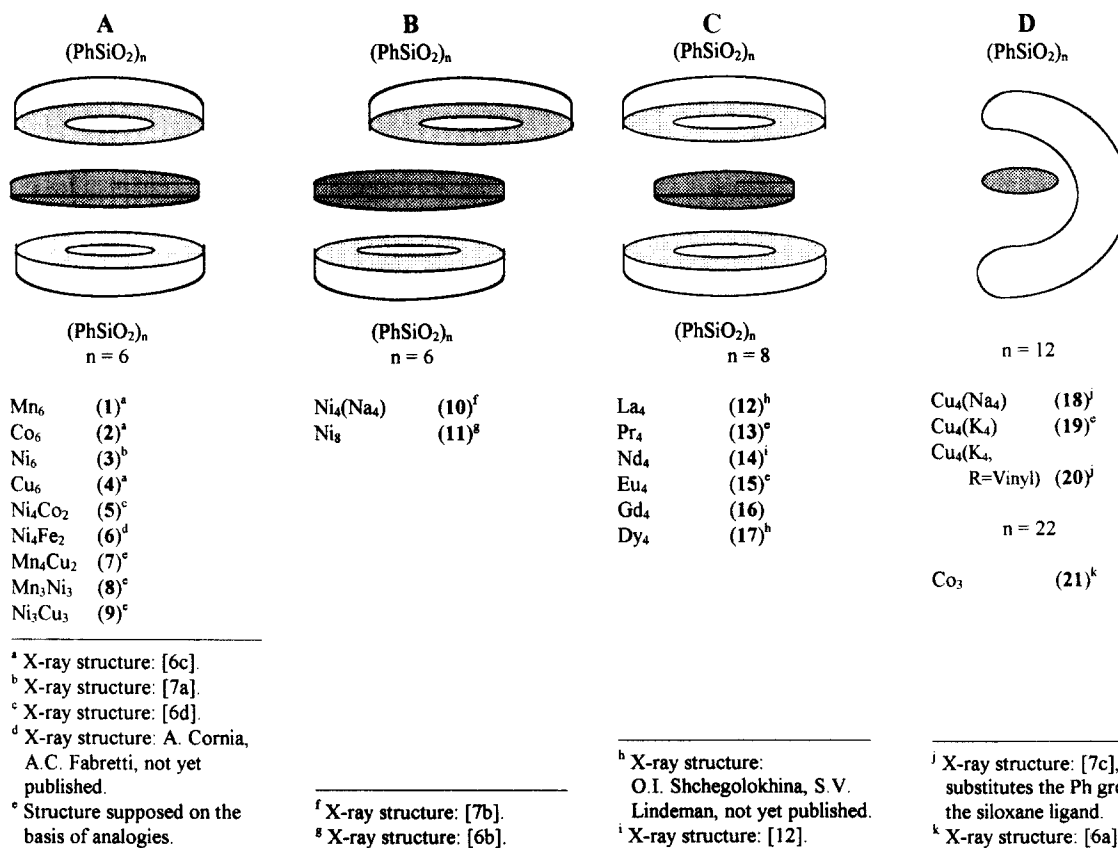 A
(PhSiO₂)ₙ
(PhSiO₂)ₙ
n = 6
Mn₆ (1)ᵃ
Co₆ (2)ᵃ
Ni₆ (3)ᵇ
Cu₆ (4)ᵃ
Ni₄Co₂ (5)ᶜ
Ni₄Fe₂ (6)ᵈ
Mn₄Cu₂ (7)ᵉ
Mn₃Ni₃ (8)ᵉ
Ni₃Cu₃ (9)ᵉ
ᵃ X-ray structure: [6c].
ᵇ X-ray structure: [7a].
ᶜ X-ray structure: [6d].
ᵈ X-ray structure: A. Cornia,
A.C. Fabretti, not yet
published.
ᵉ Structure supposed on the
basis of analogies.
B
(PhSiO₂)ₙ
(PhSiO₂)ₙ
n = 6
Ni₄(Na₄) (10)ᶠ
Ni₈ (11)ᵍ
ᶠ X-ray structure: [7b].
ᵍ X-ray structure: [6b].
C
(PhSiO₂)ₙ
(PhSiO₂)ₙ
n = 8
La₄ (12)ʰ
Pr₄ (13)ᵉ
Nd₄ (14)ⁱ
Eu₄ (15)ᵉ
Gd₄ (16)
Dy₄ (17)ʰ
ʰ X-ray structure:
O.I. Shchegolokhina, S.V.
Lindeman, not yet published.
ⁱ X-ray structure: [12].
D
(PhSiO₂)ₙ
n = 12
Cu₄(Na₄) (18)ʲ
Cu₄(K₄) (19)ᵉ
Cu₄(K₄,
R=Vinyl) (20)ʲ
n = 22
Co₃ (21)ᵏ
ʲ X-ray structure: [7c],
substitutes the Ph gr
the siloxane ligand.
ᵏ X-ray structure: [6a]